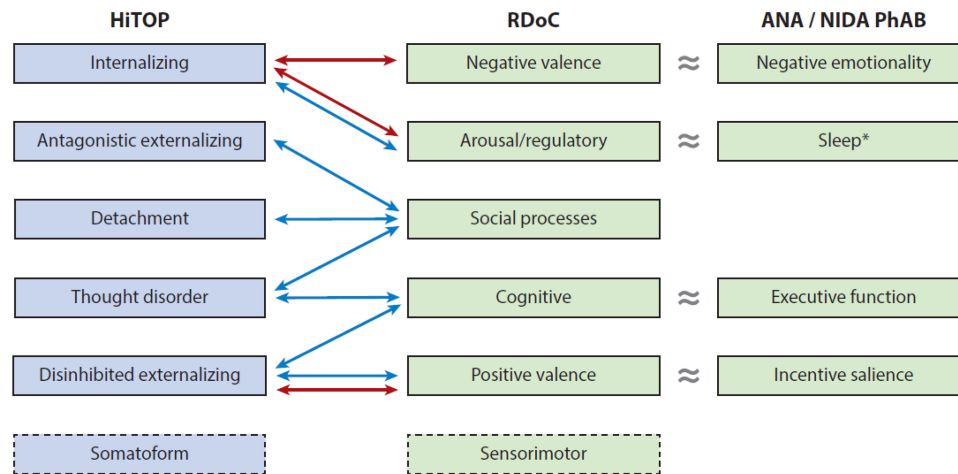 HiTOP RDoC ANA / NIDA PhAB
Internalizing Negative valence ≈ Negative emotionality
Antagonistic externalizing Arousal/regulatory ≈ Sleep*
Detachment Social processes
Thought disorder Cognitive ≈ Executive function
Disinhibited externalizing Positive valence ≈ Incentive salience
Somatoform Sensorimotor